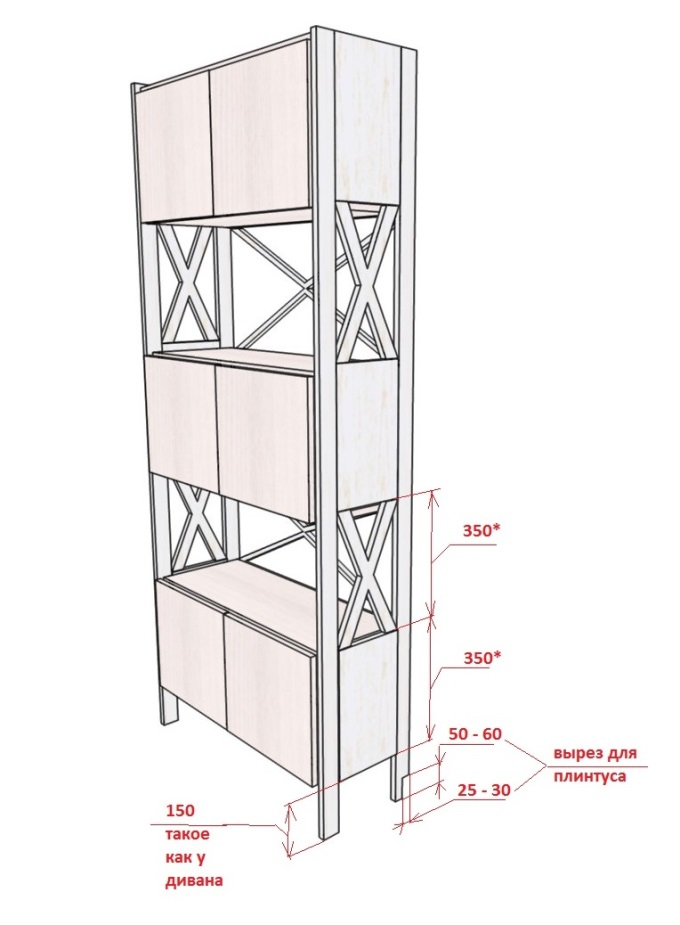 350*
350*
50 - 60
вырез для
плинтуса
25 - 30
150
такое
как у
дивана